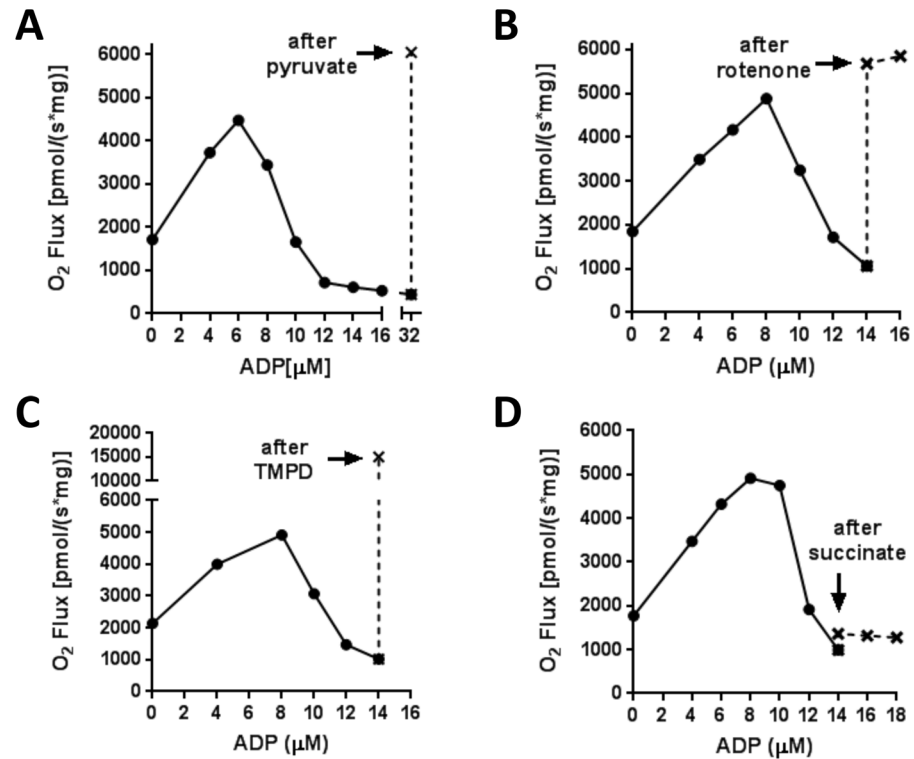 A
after
pyruvate
6000
5000
4000
3000
2000
1000
0
O2 Flux [pmol/(s*mg)]
0 2 4 6 8 10 12 14 16 32
ADP[μM]
B
after
rotenone
6000
5000
4000
3000
2000
1000
0
O2 Flux [pmol/(s*mg)]
0 2 4 6 8 10 12 14 16
ADP (μM)
C
after
TMPD
20000
15000
10000
6000
5000
4000
3000
2000
1000
0
O2 Flux [pmol/(s*mg)]
0 2 4 6 8 10 12 14 16
ADP (μM)
D
after
succinate
6000
5000
4000
3000
2000
1000
0
O2 Flux [pmol/(s*mg)]
0 2 4 6 8 10 12 14 16 18
ADP (μM)